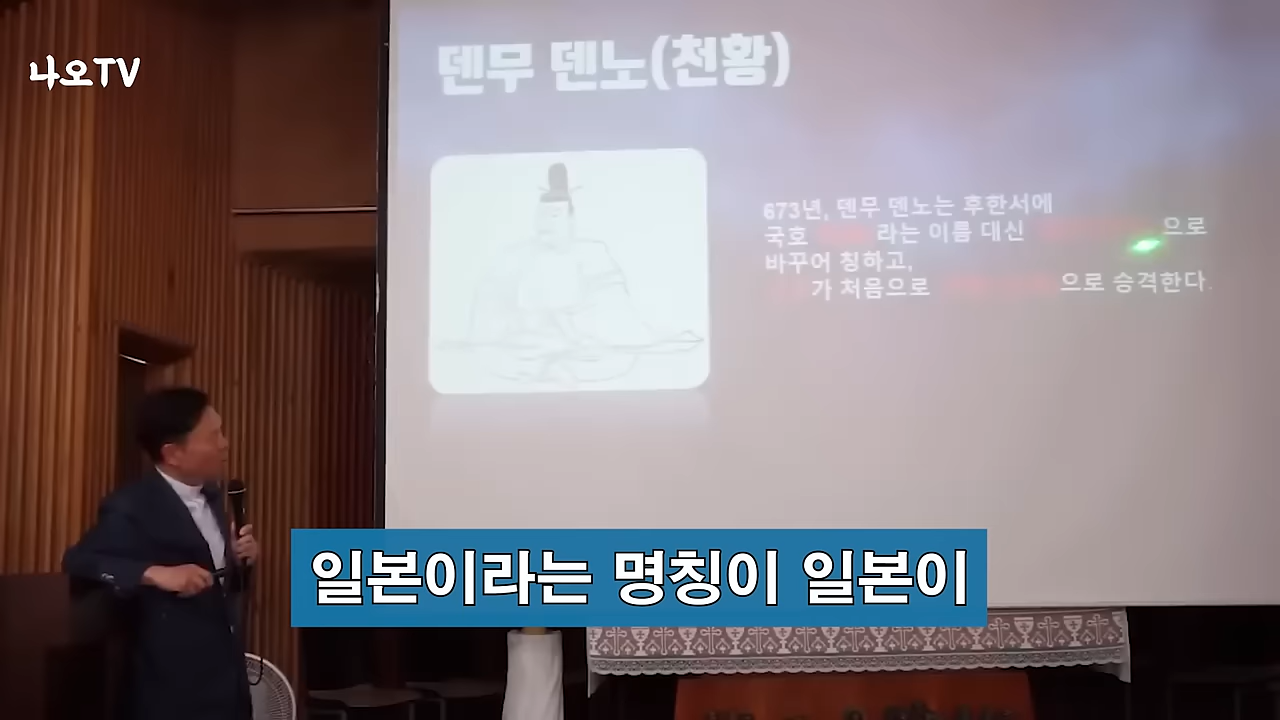 나오TV
덴무 덴노(천황)
673년, 덴무 덴노는 후한서에
국호 라는 이름 대신 으로
바꾸어 칭하고,
가 처음으로 으로 승격한다.
일본이라는 명칭이 일본이